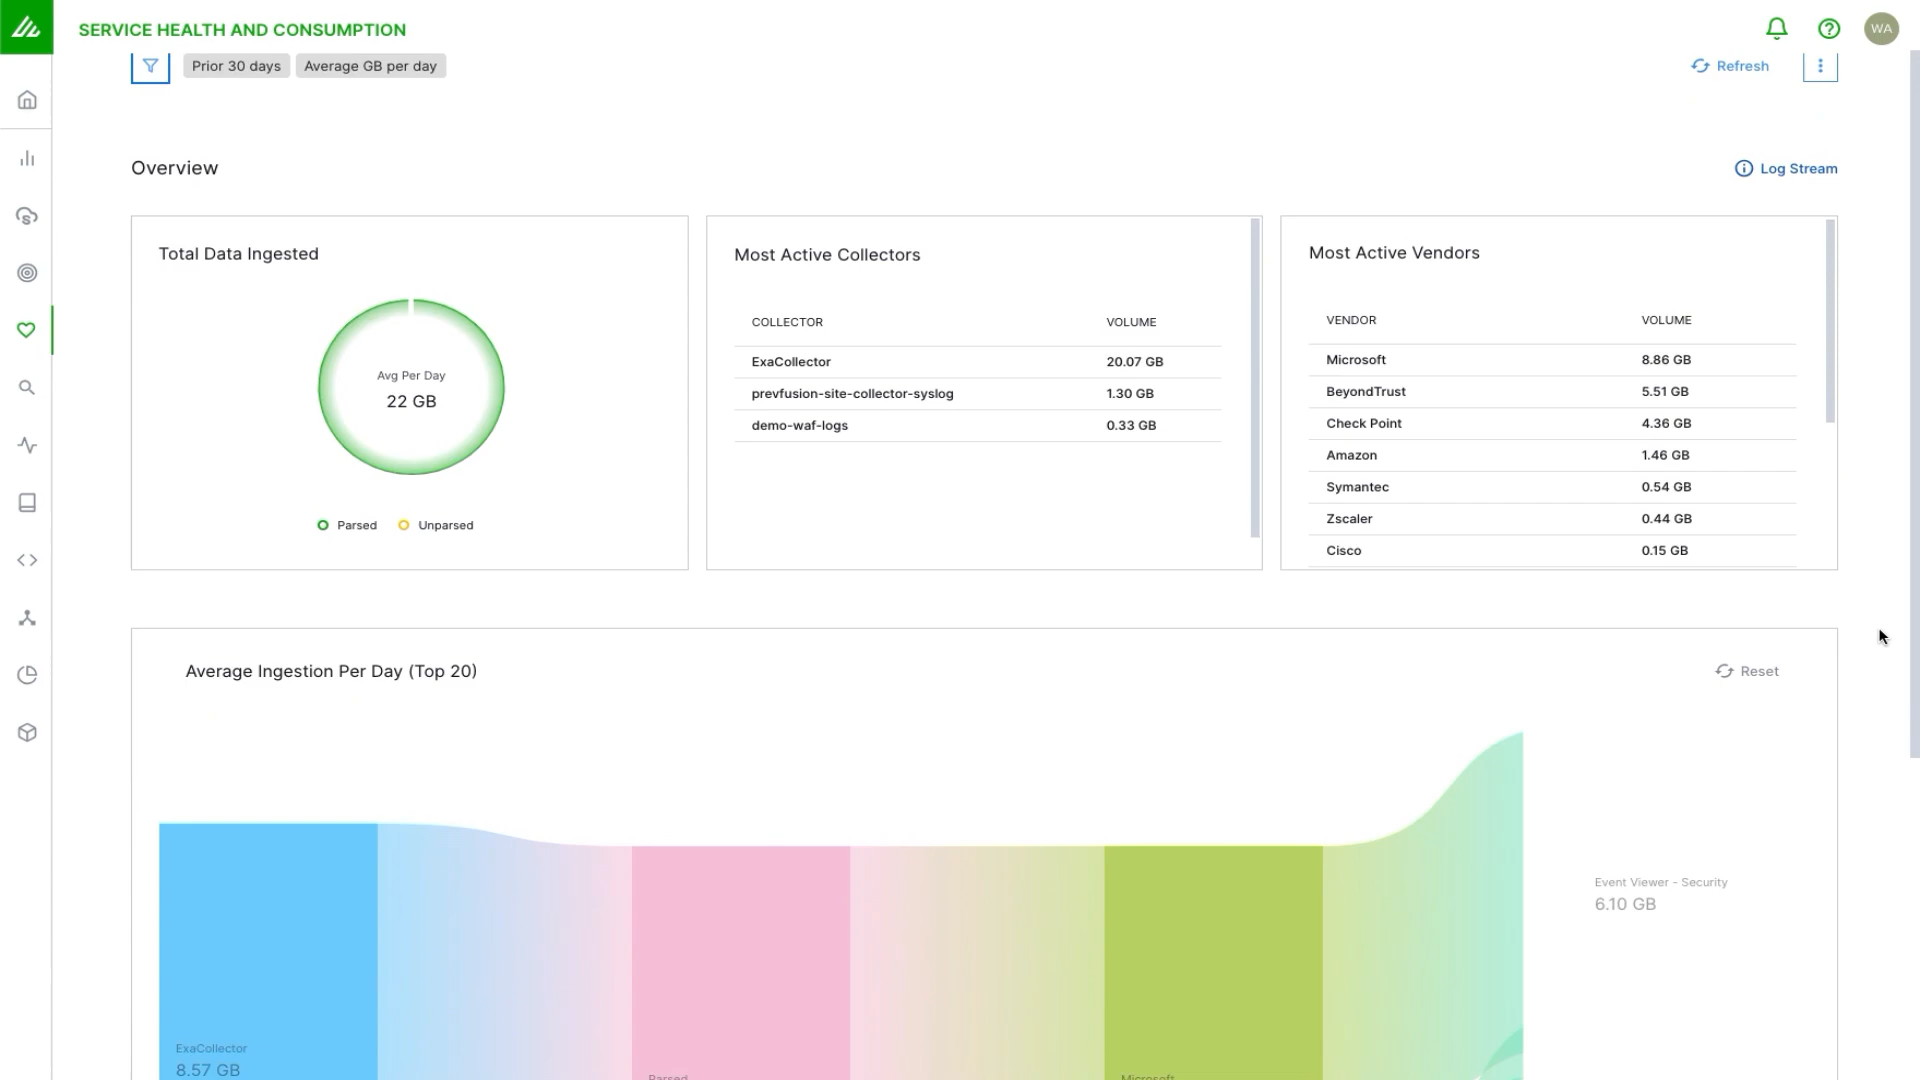 SERVICE HEALTH AND CONSUMPTION
WA
Prior 30 days
Average GB per day
Refresh
Overview
Log Stream
Total Data Ingested
Avg Per Day
22 GB
Parsed
Unparsed
Most Active Collectors
COLLECTOR VOLUME
ExaCollector 20.07 GB
prevfusion-site-collector-syslog 1.30 GB
demo-waf-logs 0.33 GB
Most Active Vendors
VENDOR VOLUME
Microsoft 8.86 GB
BeyondTrust 5.51 GB
Check Point 4.36 GB
Amazon 1.46 GB
Symantec 0.54 GB
Zscaler 0.44 GB
Cisco 0.15 GB
Average Ingestion Per Day (Top 20)
Reset
Event Viewer - Security
6.10 GB
ExaCollector
8.57 GB
Parsed
Microsoft